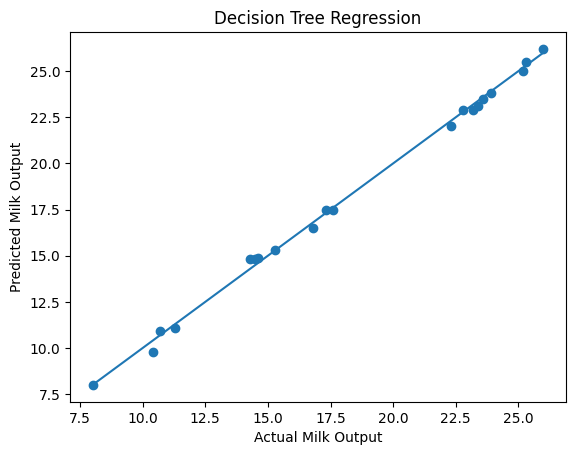 Decision Tree Regression
25.0
22.5
20.0
17.5
15.0
12.5
10.0
7.5
Predicted Milk Output
7.5 10.0 12.5 15.0 17.5 20.0 22.5 25.0
Actual Milk Output